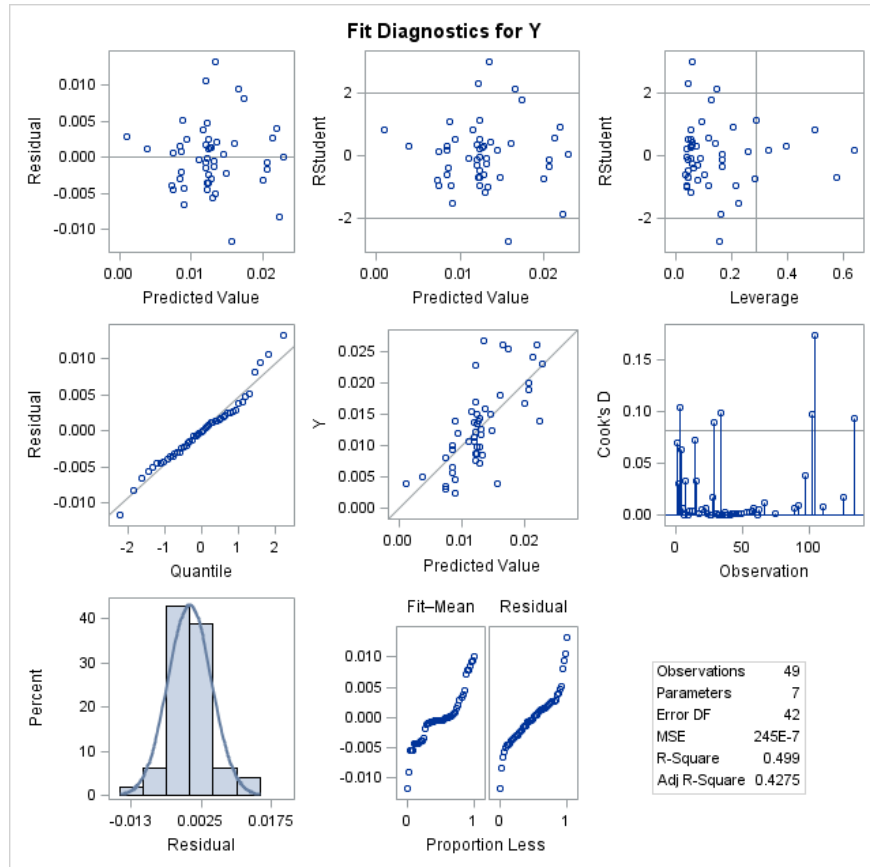 Fit Diagnostics for Y
Residual
0.010
0.005
0.000
-0.005
-0.010
0.00 0.01 0.02
Predicted Value
RStudent
2
0
-2
0.00 0.01 0.02
Predicted Value
RStudent
2
0
-2
0.0 0.2 0.4 0.6
Leverage
Residual
0.010
0.005
0.000
-0.005
-0.010
-2 -1 0 1 2
Quantile
Y
0.025
0.020
0.015
0.010
0.005
0.000
0.00 0.01 0.02
Predicted Value
Cook's D
0.15
0.10
0.05
0.00
0 50 100
Observation
Percent
40
30
20
10
0
-0.013 0.0025 0.0175
Residual
Fit–Mean Residual
0.010
0.005
0.000
-0.005
-0.010
0 1 0 1
Proportion Less
Observations 49
Parameters 7
Error DF 42
MSE 245E-7
R-Square 0.499
Adj R-Square 0.4275